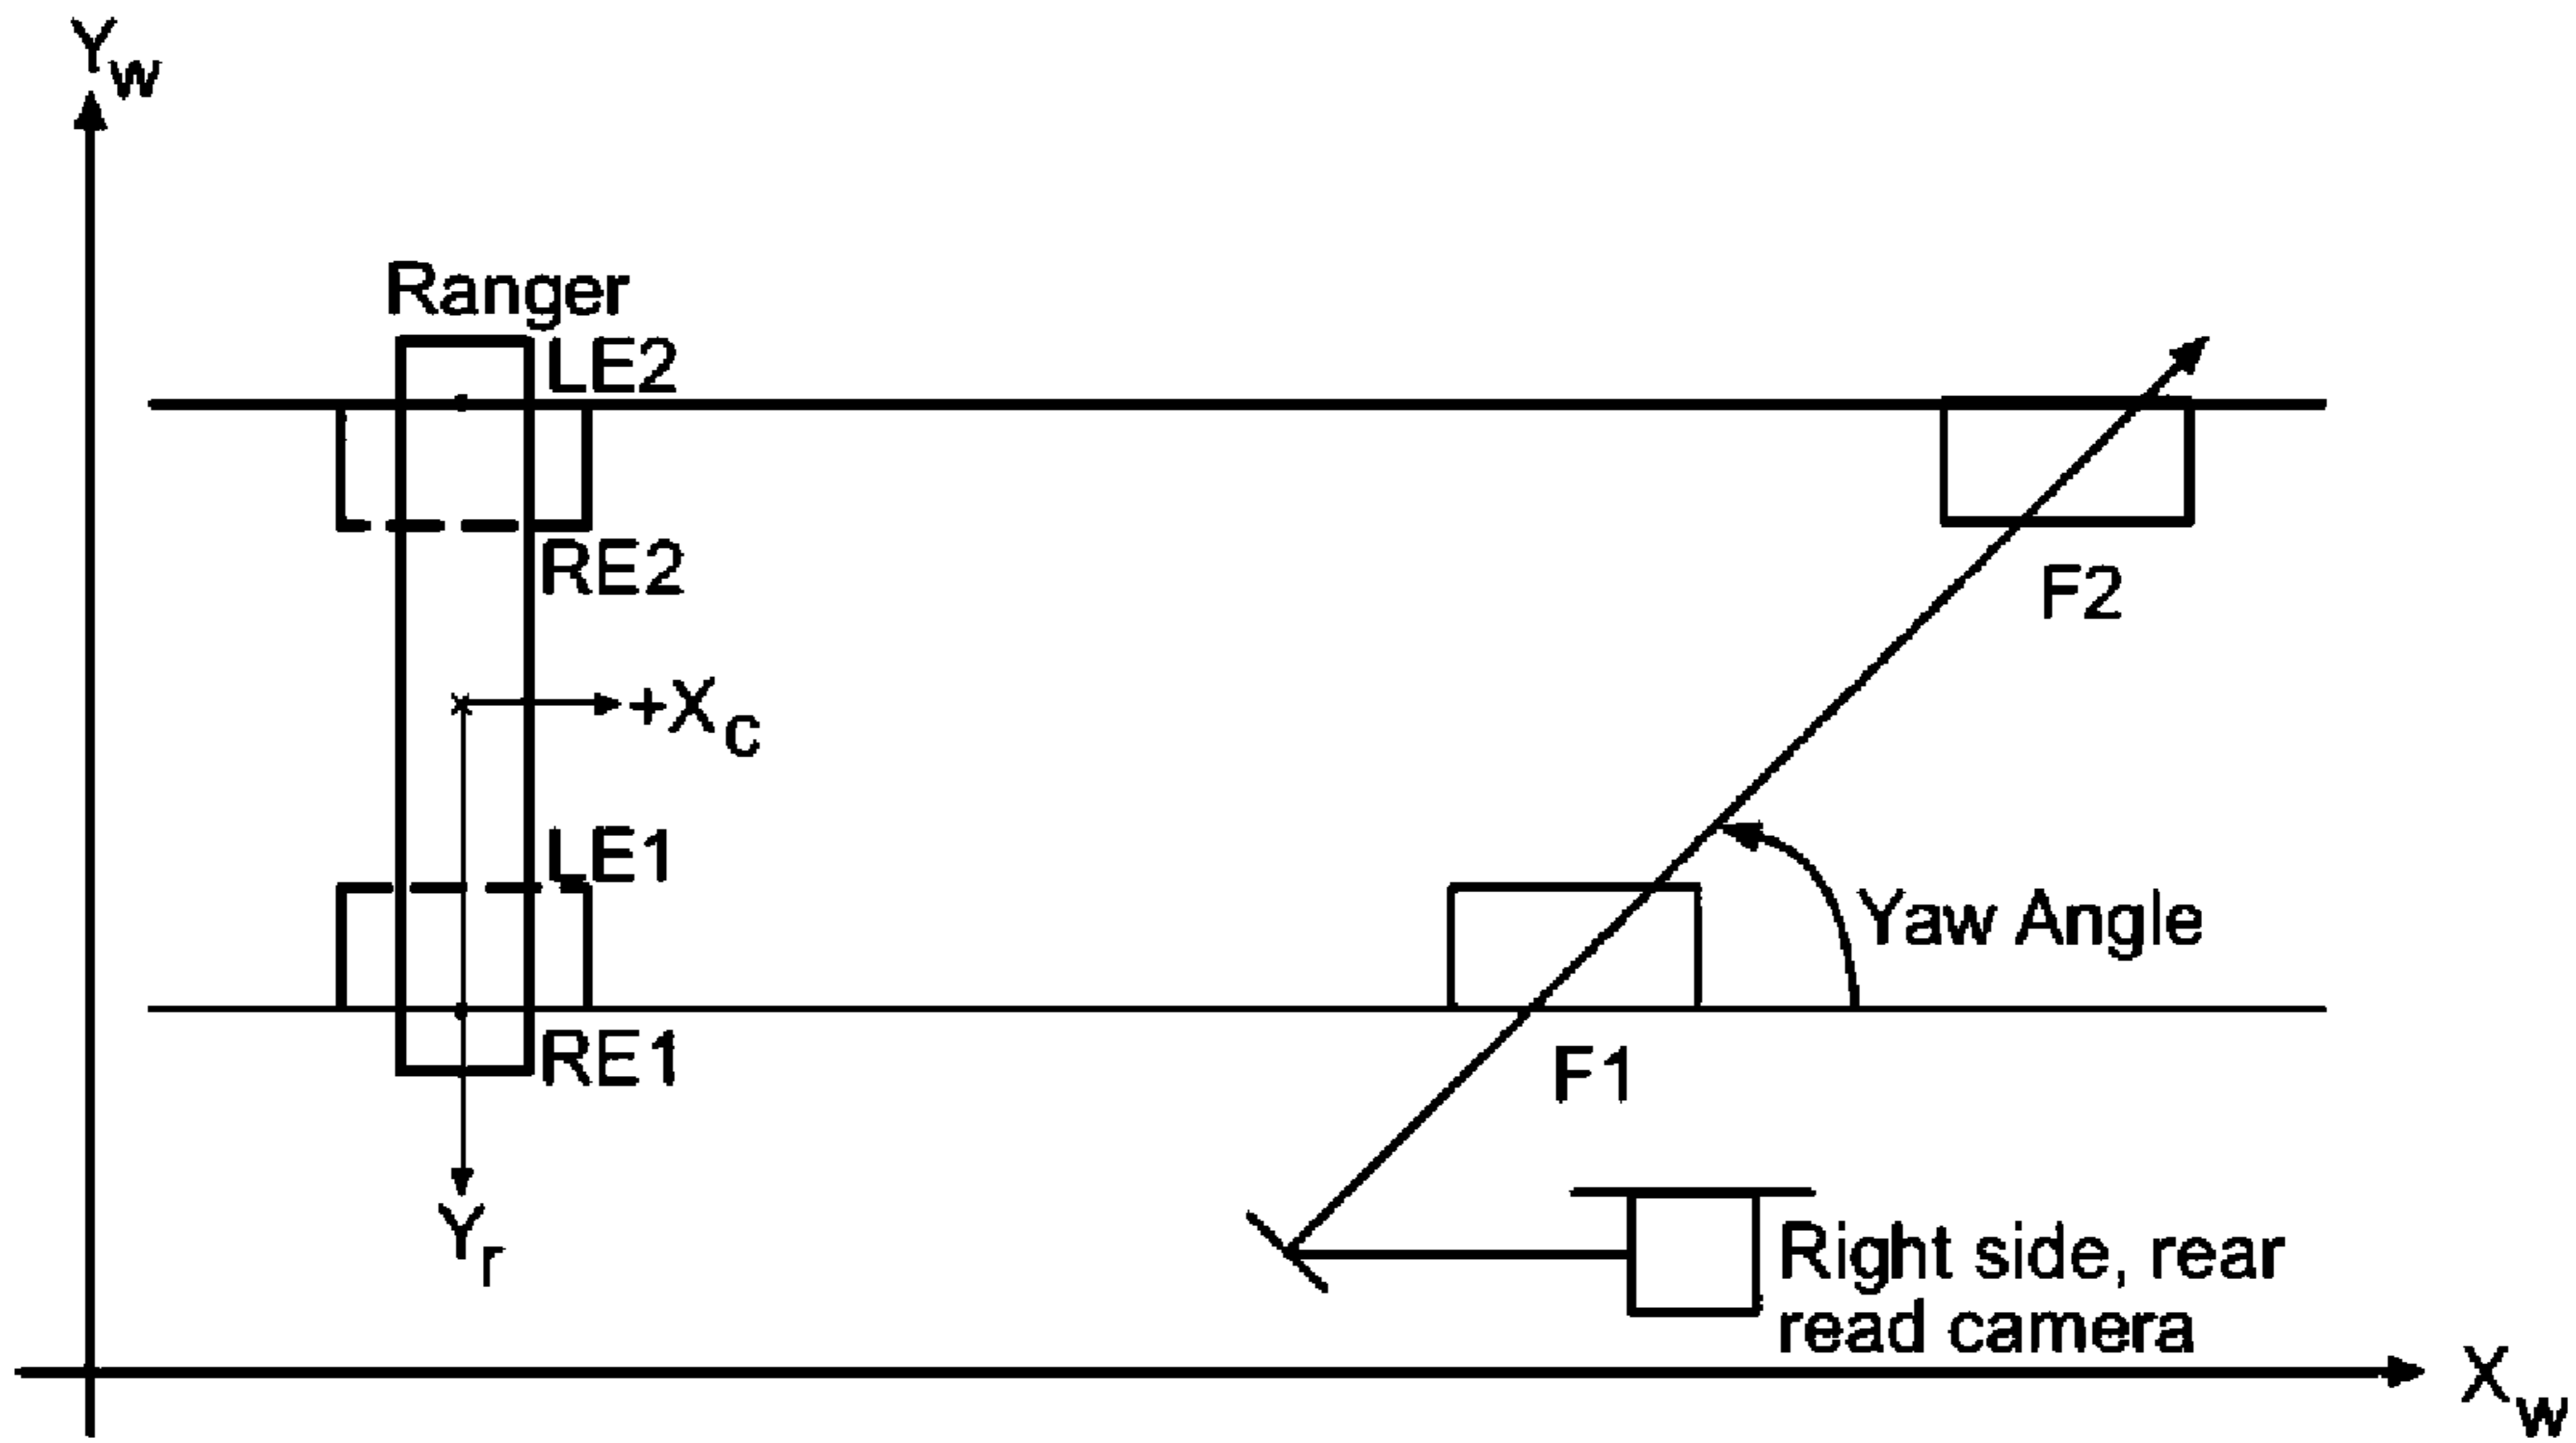 Yw
Ranger
LE2
RE2
F2
+Xc
LE1
Yaw Angle
RE1
F1
Yr
Right side, rear
read camera
Xw